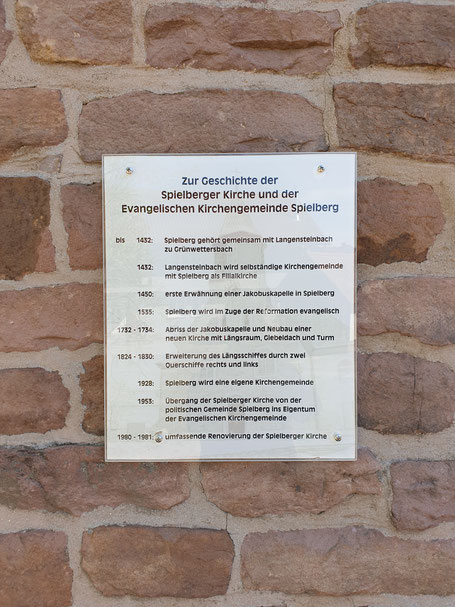 Zur Geschichte der
Spielberger Kirche und der
Evangelischen Kirchengemeinde Spielberg
bis 1432: Spielberg gehört gemeinsam mit Langensteinbach
zu Grünwettersbach
1432: Langensteinbach wird selbständige Kirchengemeinde
mit Spielberg als Filialkirche
1450: erste Erwähnung einer Jakobuskapelle in Spielberg
1535: Spielberg wird im Zuge der Reformation evangelisch
1732 - 1734: Abriss der Jakobuskapelle und Neubau einer
neuen Kirche mit Längsraum, Giebeldach und Turm
1824 - 1830: Erweiterung des Längsschiffes durch zwei
Querschiffe rechts und links
1928: Spielberg wird eine eigene Kirchengemeinde
1953: Übergang der Spielberger Kirche von der
politischen Gemeinde Spielberg ins Eigentum
der Evangelischen Kirchengemeinde
1980 - 1981: umfassende Renovierung der Spielberger Kirche